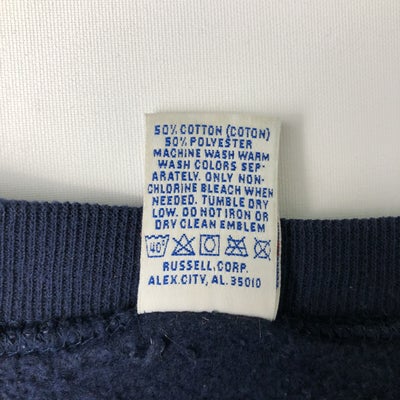 50% COTTON (COTON)
50% POLYESTER
MACHINE WASH WARM
WASH COLORS SEP-
ARATELY. ONLY NON-
CHLORINE BLEACH WHEN
NEEDED. TUMBLE DRY
LOW. DO NOT IRON OR
DRY CLEAN EMBLEM
40°
RUSSELL, CORP.
ALEX. CITY, AL. 35010